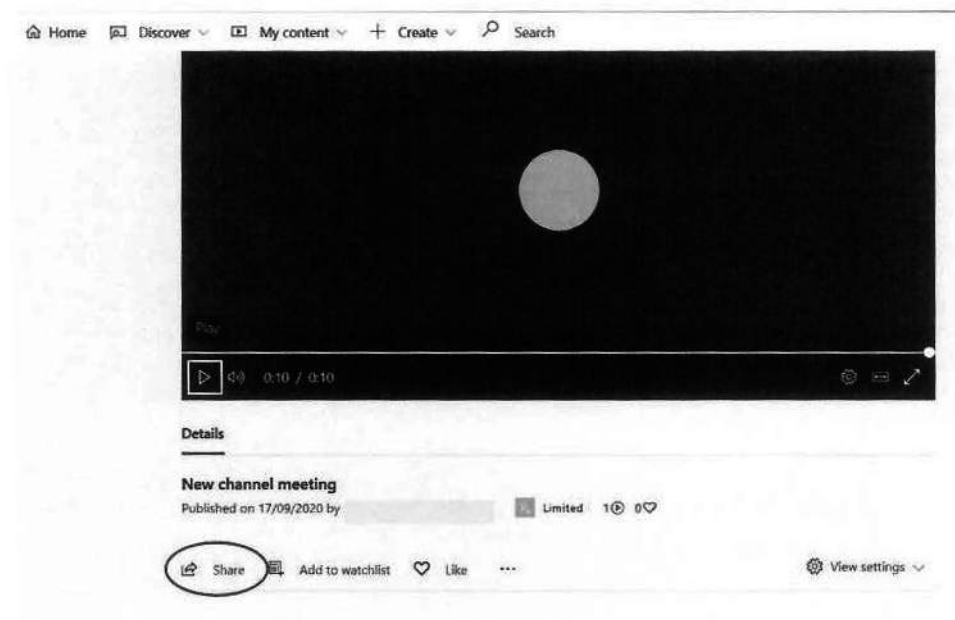 Home Discover My content Create Search
Play
0:10 / 0:10
Details
New channel meeting
Published on 17/09/2020 by Limited 1 0
Share Add to watchlist Like ...
View settings